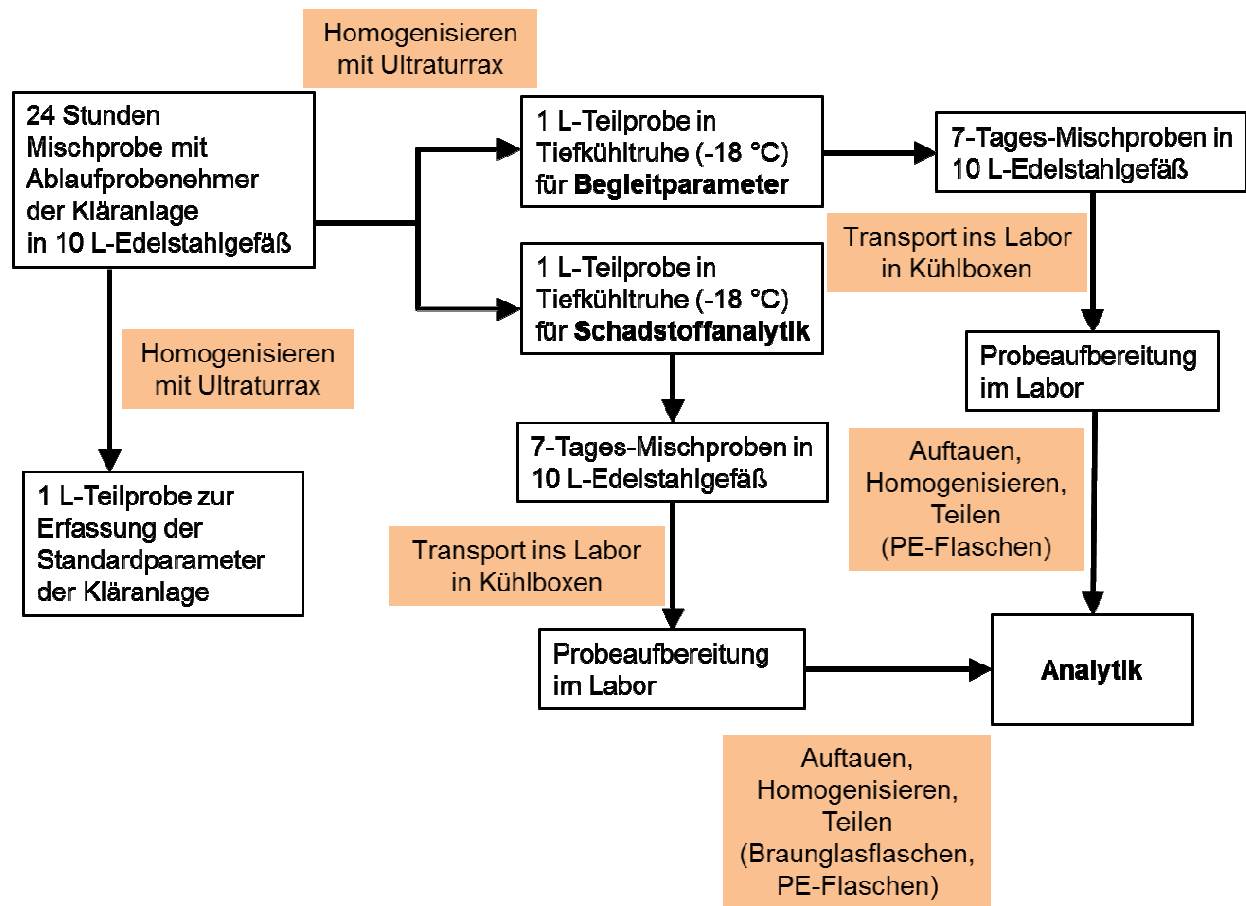 Homogenisieren
mit Ultraturrax
24 Stunden
Mischprobe mit
Ablaufprobenehmer
der Kläranlage
in 10 L-Edelstahlgefäß
1 L-Teilprobe in
Tiefkühltruhe (-18 °C)
für Begleitparameter
7-Tages-Mischproben in
10 L-Edelstahlgefäß
Transport ins Labor
in Kühlboxen
1 L-Teilprobe in
Tiefkühltruhe (-18 °C)
für Schadstoffanalytik
Homogenisieren
mit Ultraturrax
Probeaufbereitung
im Labor
7-Tages-Mischproben in
10 L-Edelstahlgefäß
Auftauen,
Homogenisieren,
Teilen
(PE-Flaschen)
1 L-Teilprobe zur
Erfassung der
Standardparameter
der Kläranlage
Transport ins Labor
in Kühlboxen
Probeaufbereitung
im Labor
Analytik
Auftauen,
Homogenisieren,
Teilen
(Braunglasflaschen,
PE-Flaschen)